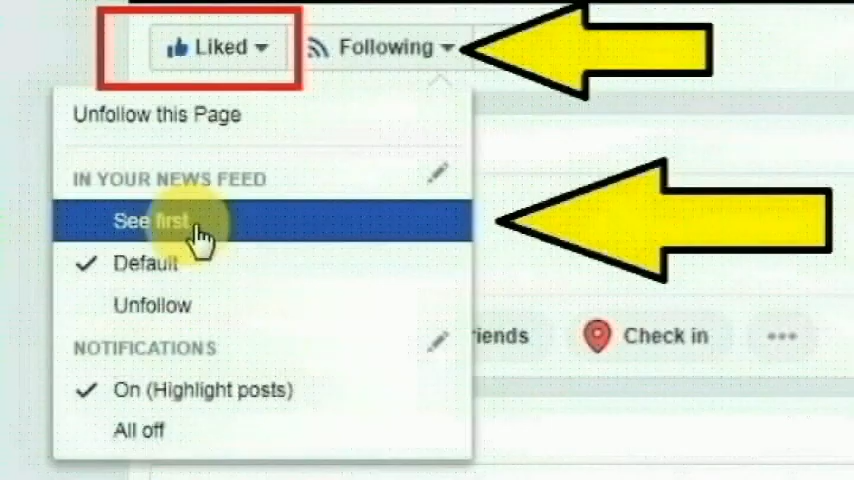 Liked Following
Unfollow this Page
IN YOUR NEWS FEED
See first
Default
Unfollow
riends Check in
NOTIFICATIONS
On (Highlight posts)
All off